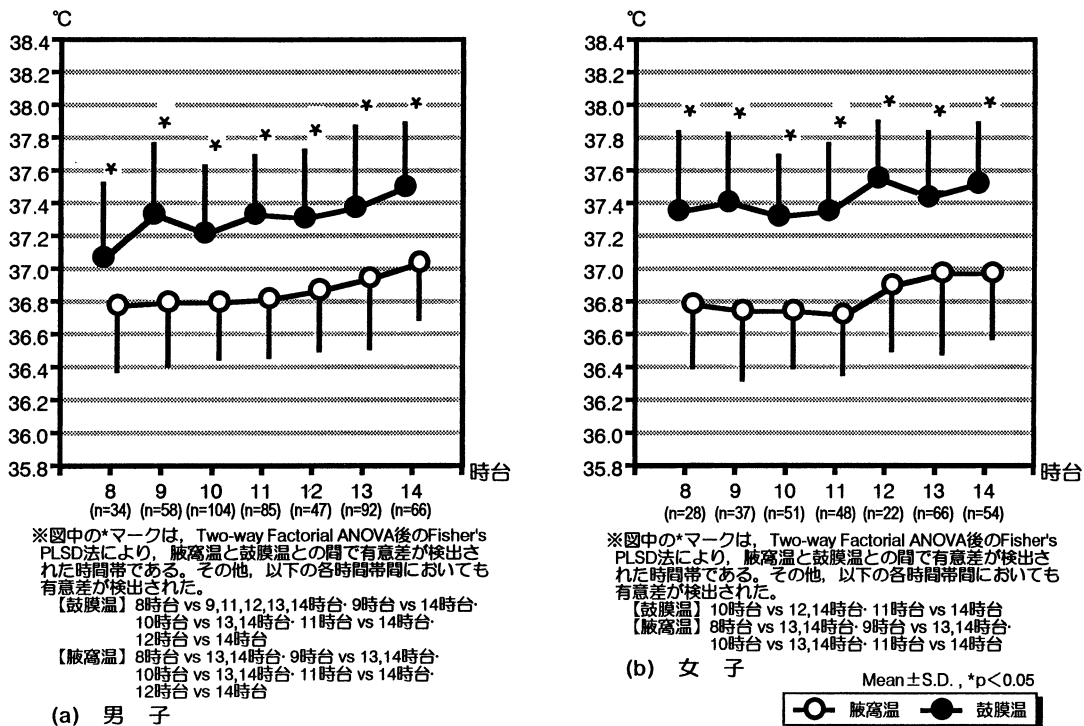 ℃
38.4
38.2
38.0
37.8
37.6
37.4
37.2
37.0
36.8
36.6
36.4
36.2
36.0
35.8
* * * * * * *
8 9 10 11 12 13 14 時台
(n=34) (n=58) (n=104) (n=85) (n=47) (n=92) (n=66)
※図中の*マークは，Two-way Factorial ANOVA後のFisher's
PLSD法により，腋窩温と鼓膜温との間で有意差が検出さ
れた時間帯である。その他，以下の各時間帯間においても
有意差が検出された。
【鼓膜温】8時台 vs 9,11,12,13,14時台· 9時台 vs 14時台·
10時台 vs 13,14時台· 11時台 vs 14時台·
12時台 vs 14時台
【腋窩温】8時台 vs 13,14時台· 9時台 vs 13,14時台·
10時台 vs 13,14時台· 11時台 vs 14時台·
12時台 vs 14時台
(a) 男 子
℃
38.4
38.2
38.0
37.8
37.6
37.4
37.2
37.0
36.8
36.6
36.4
36.2
36.0
35.8
* * * * * * *
8 9 10 11 12 13 14 時台
(n=28) (n=37) (n=51) (n=48) (n=22) (n=66) (n=54)
※図中の*マークは，Two-way Factorial ANOVA後のFisher's
PLSD法により，腋窩温と鼓膜温との間で有意差が検出さ
れた時間帯である。その他，以下の各時間帯間においても
有意差が検出された。
【鼓膜温】10時台 vs 12,14時台· 11時台 vs 14時台
【腋窩温】8時台 vs 13,14時台· 9時台 vs 13,14時台·
10時台 vs 13,14時台· 11時台 vs 14時台
(b) 女 子
Mean±S.D. , *p<0.05
腋窩温 鼓膜温